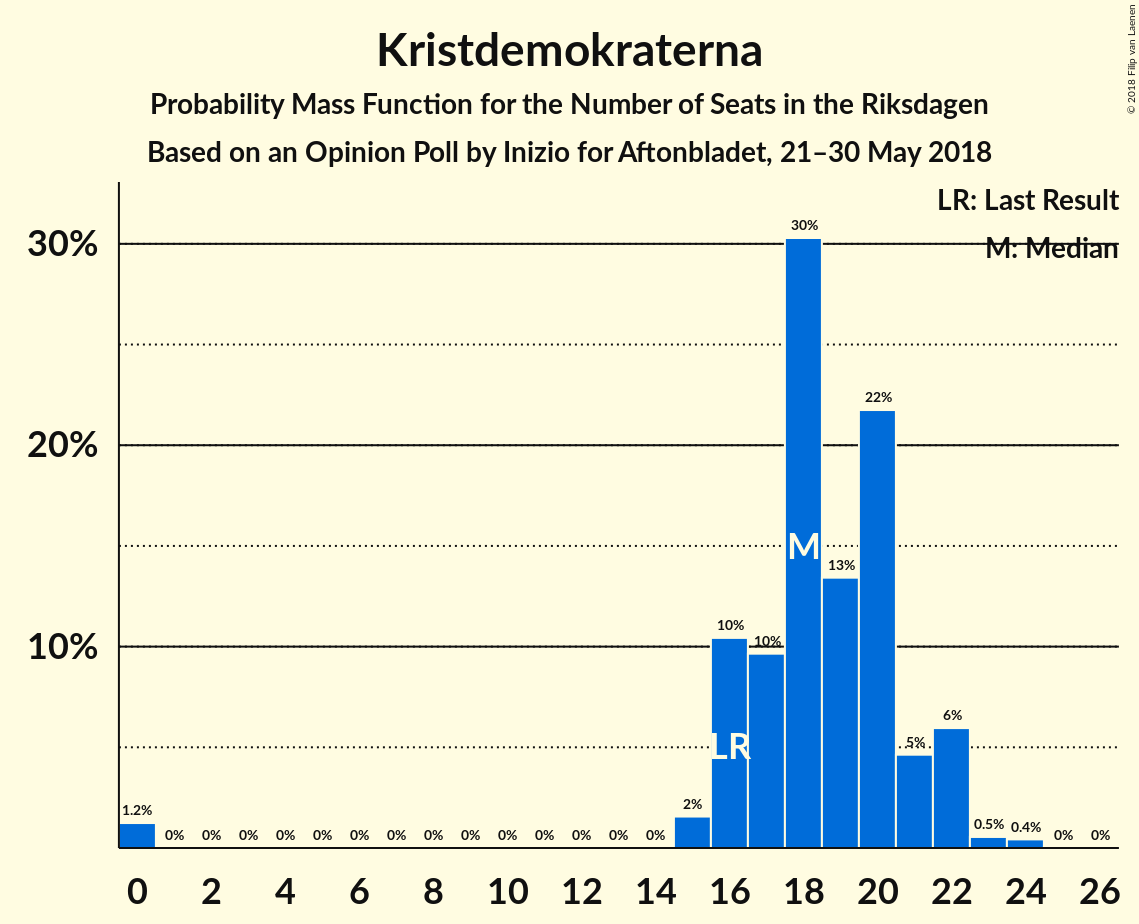 Kristdemokraterna
Probability Mass Function for the Number of Seats in the Riksdagen
Based on an Opinion Poll by Inizio for Aftonbladet, 21–30 May 2018
© 2018 Filip van Laenen
LR: Last Result
M: Median
30%
20%
10%
1.2% 0% 0% 0% 0% 0% 0% 0% 0% 0% 0% 0% 0% 0% 0% 2% 10% 10% 30% 13% 22% 5% 6% 0.5% 0.4% 0% 0%
M
LR
0 2 4 6 8 10 12 14 16 18 20 22 24 26